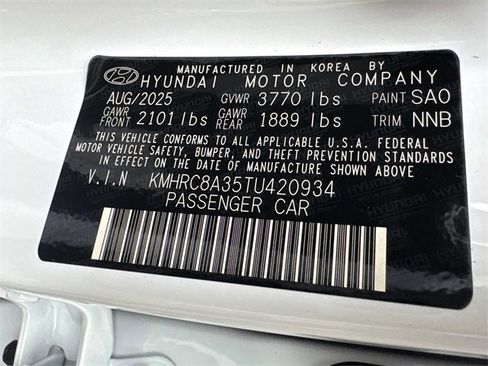 MANUFACTURED IN KOREA BY
HYUNDAI MOTOR COMPANY
AUG/2025 GVWR 3770 lbs PAINT SAO
GAWR FRONT 2101 lbs GAWR REAR 1889 lbs TRIM NNB
THIS VEHICLE CONFORMS TO ALL APPLICABLE U.S.A. FEDERAL
MOTOR VEHICLE SAFETY, BUMPER, AND THEFT PREVENTION STANDARDS
IN EFFECT ON THE DATE OF MANUFACTURE SHOWN ABOVE.
V.I.N KMHRC8A35TU420934
PASSENGER CAR